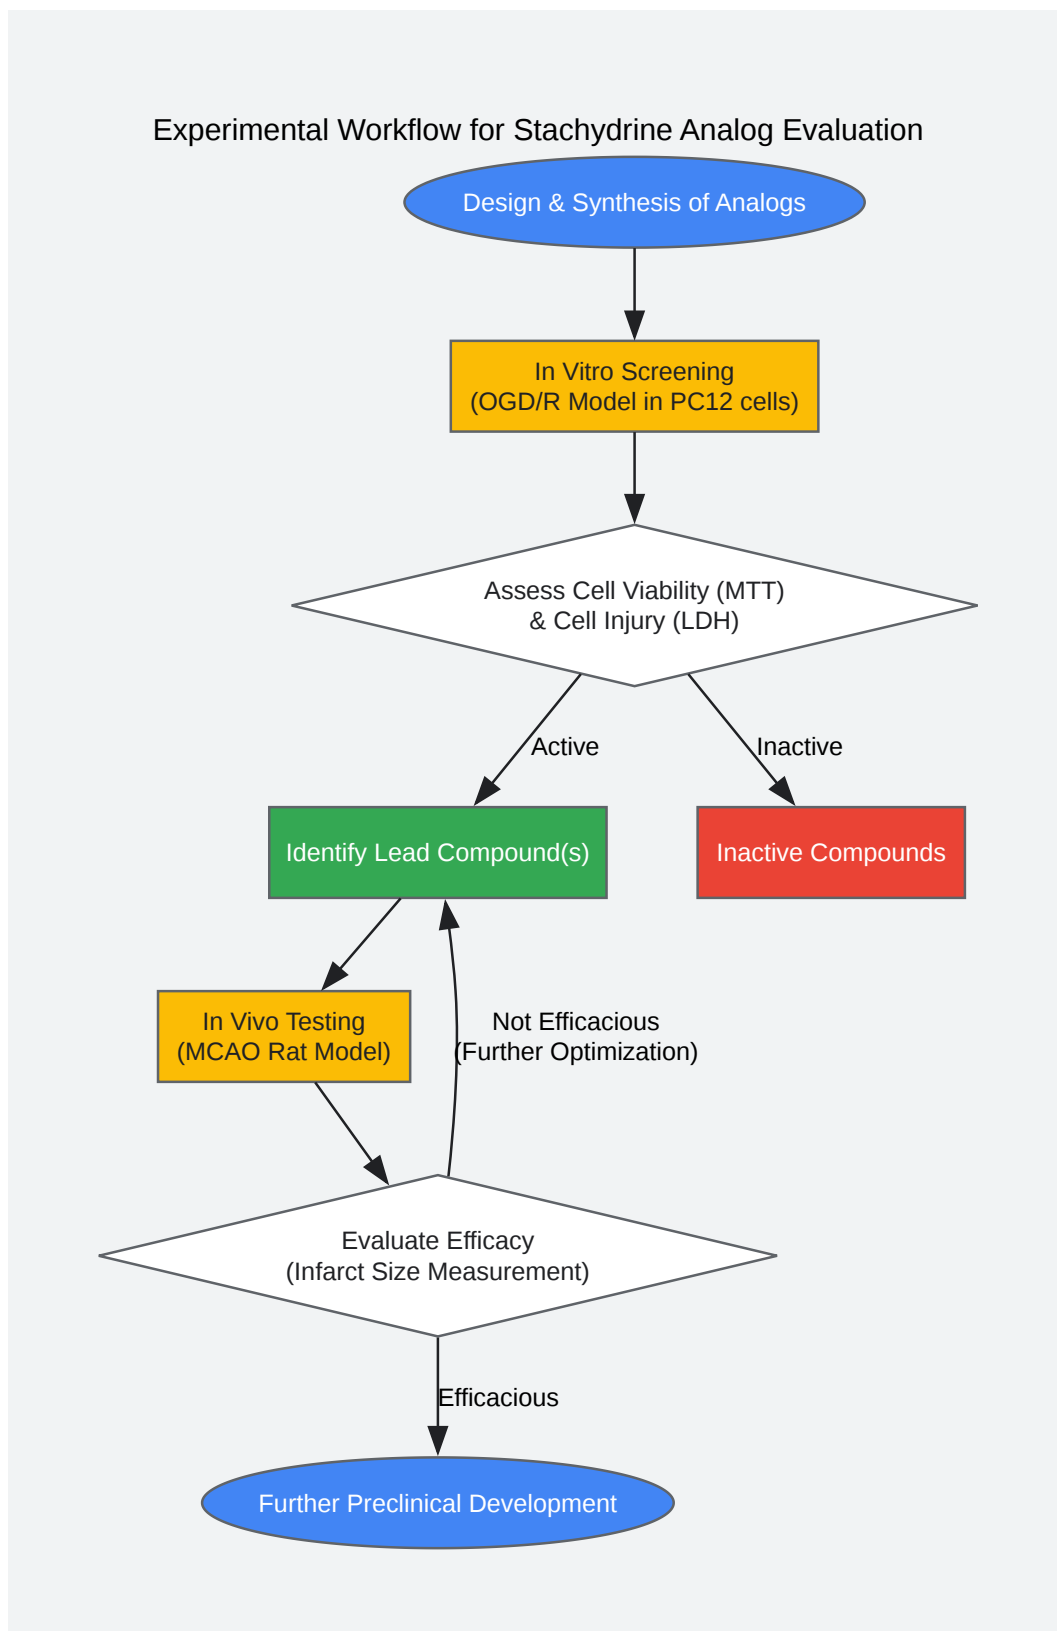 Experimental Workflow for Stachydrine Analog Evaluation
Design & Synthesis of Analogs
In Vitro Screening
(OGD/R Model in PC12 cells)
Assess Cell Viability (MTT)
& Cell Injury (LDH)
Active
Inactive
Identify Lead Compound(s)
Inactive Compounds
In Vivo Testing
(MCAO Rat Model)
Not Efficacious
(Further Optimization)
Evaluate Efficacy
(Infarct Size Measurement)
Efficacious
Further Preclinical Development